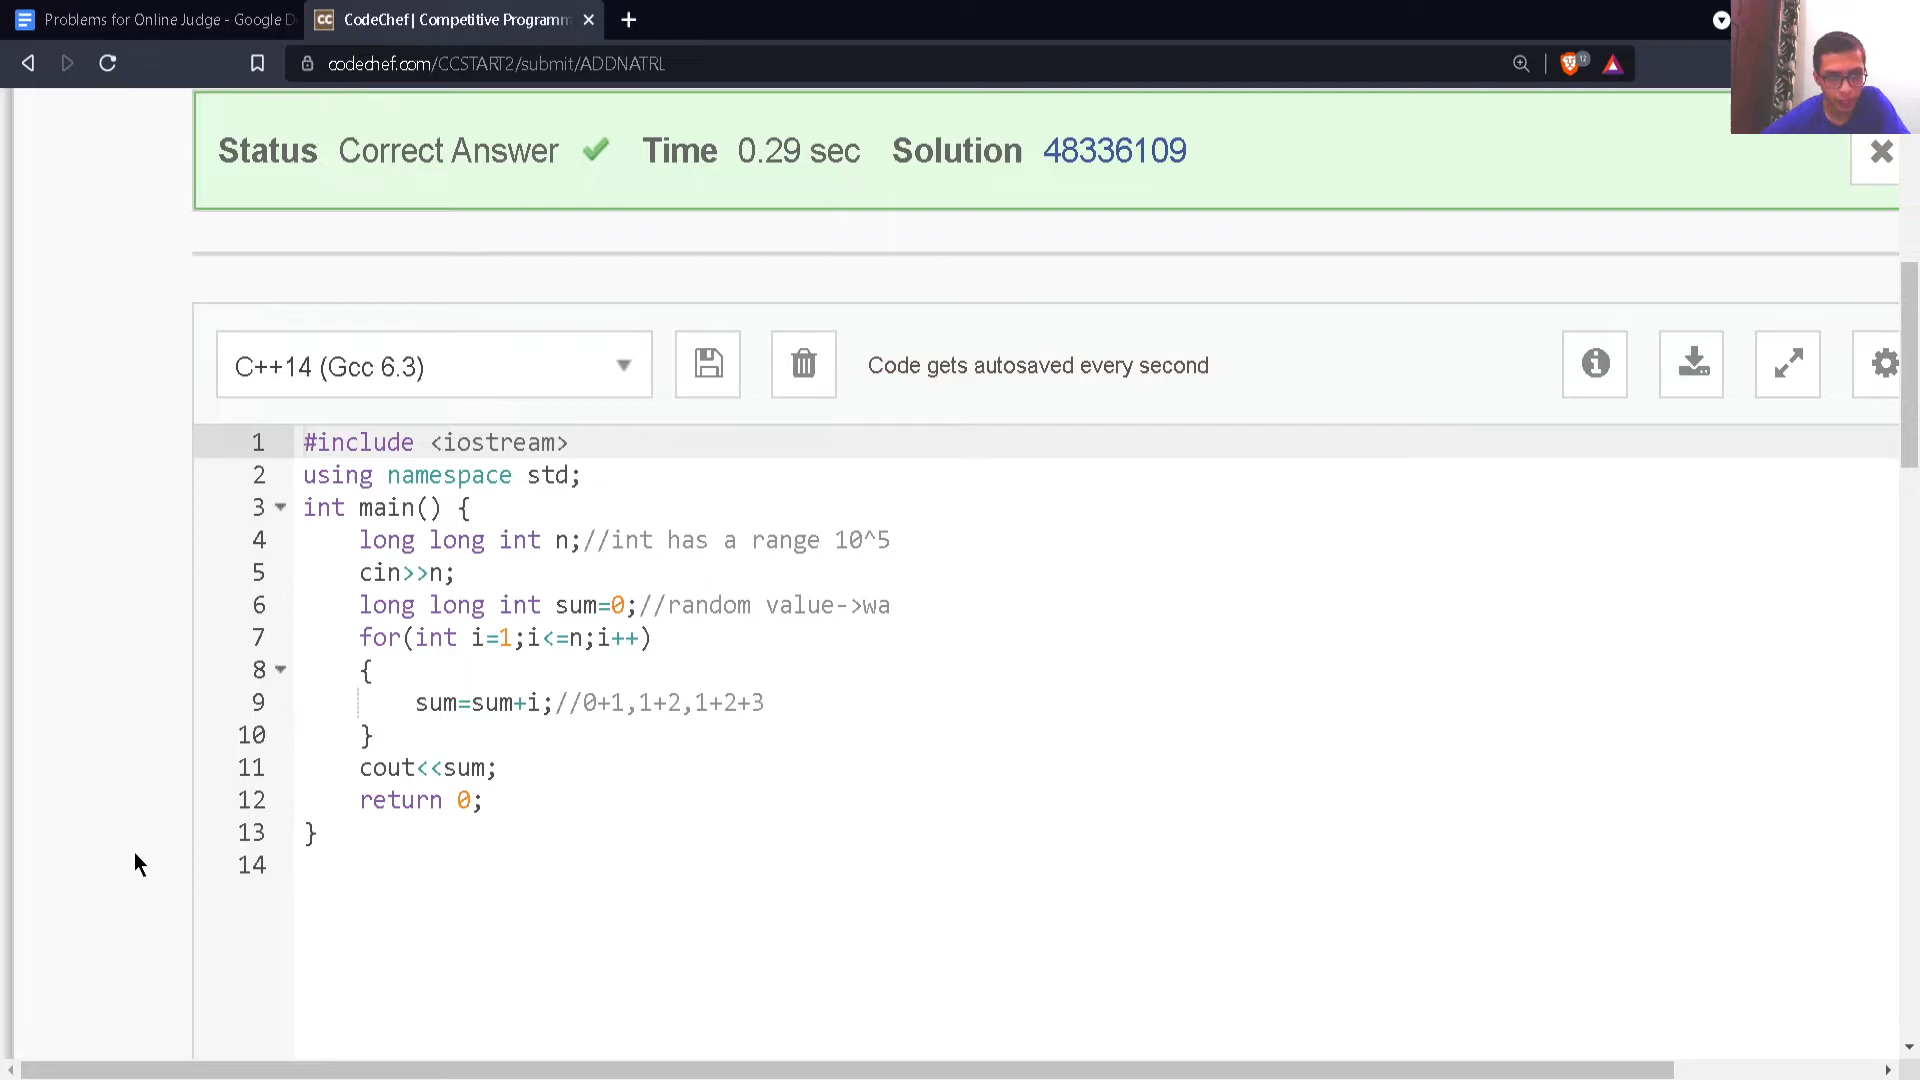 Problems for Online Judge - Google D
CC CodeChef | Competitive Programm
codechef.com/CCSTART2/submit/ADDNATRL
12
Status Correct Answer Time 0.29 sec Solution 48336109
C++14 (Gcc 6.3)
Code gets autosaved every second
1 #include <iostream>
2 using namespace std;
3 int main() {
4 long long int n;//int has a range 10^5
5 cin>>n;
6 long long int sum=0;//random value->wa
7 for(int i=1;i<=n;i++)
8 {
9 sum=sum+i;//0+1,1+2,1+2+3
10 }
11 cout<<sum;
12 return 0;
13 }
14